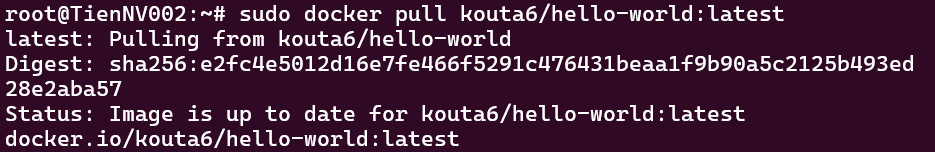 root@TienNV002:~# sudo docker pull kouta6/hello-world:latest
latest: Pulling from kouta6/hello-world
Digest: sha256:e2fc4e5012d16e7fe466f5291c476431beaa1f9b90a5c2125b493ed
28e2aba57
Status: Image is up to date for kouta6/hello-world:latest
docker.io/kouta6/hello-world:latest